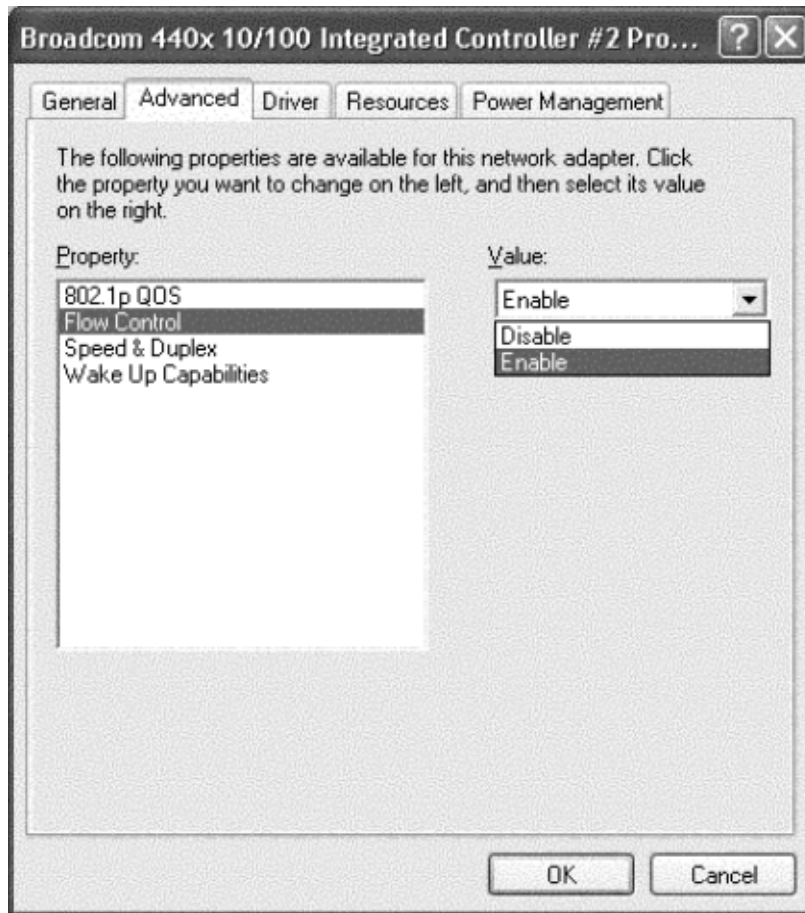 Broadcom 440x 10/100 Integrated Controller #2 Pro...
General Advanced Driver Resources Power Management
The following properties are available for this network adapter. Click
the property you want to change on the left, and then select its value
on the right.
Property:
802.1p QOS
Flow Control
Speed & Duplex
Wake Up Capabilities
Value:
Enable
Disable
Enable
OK Cancel